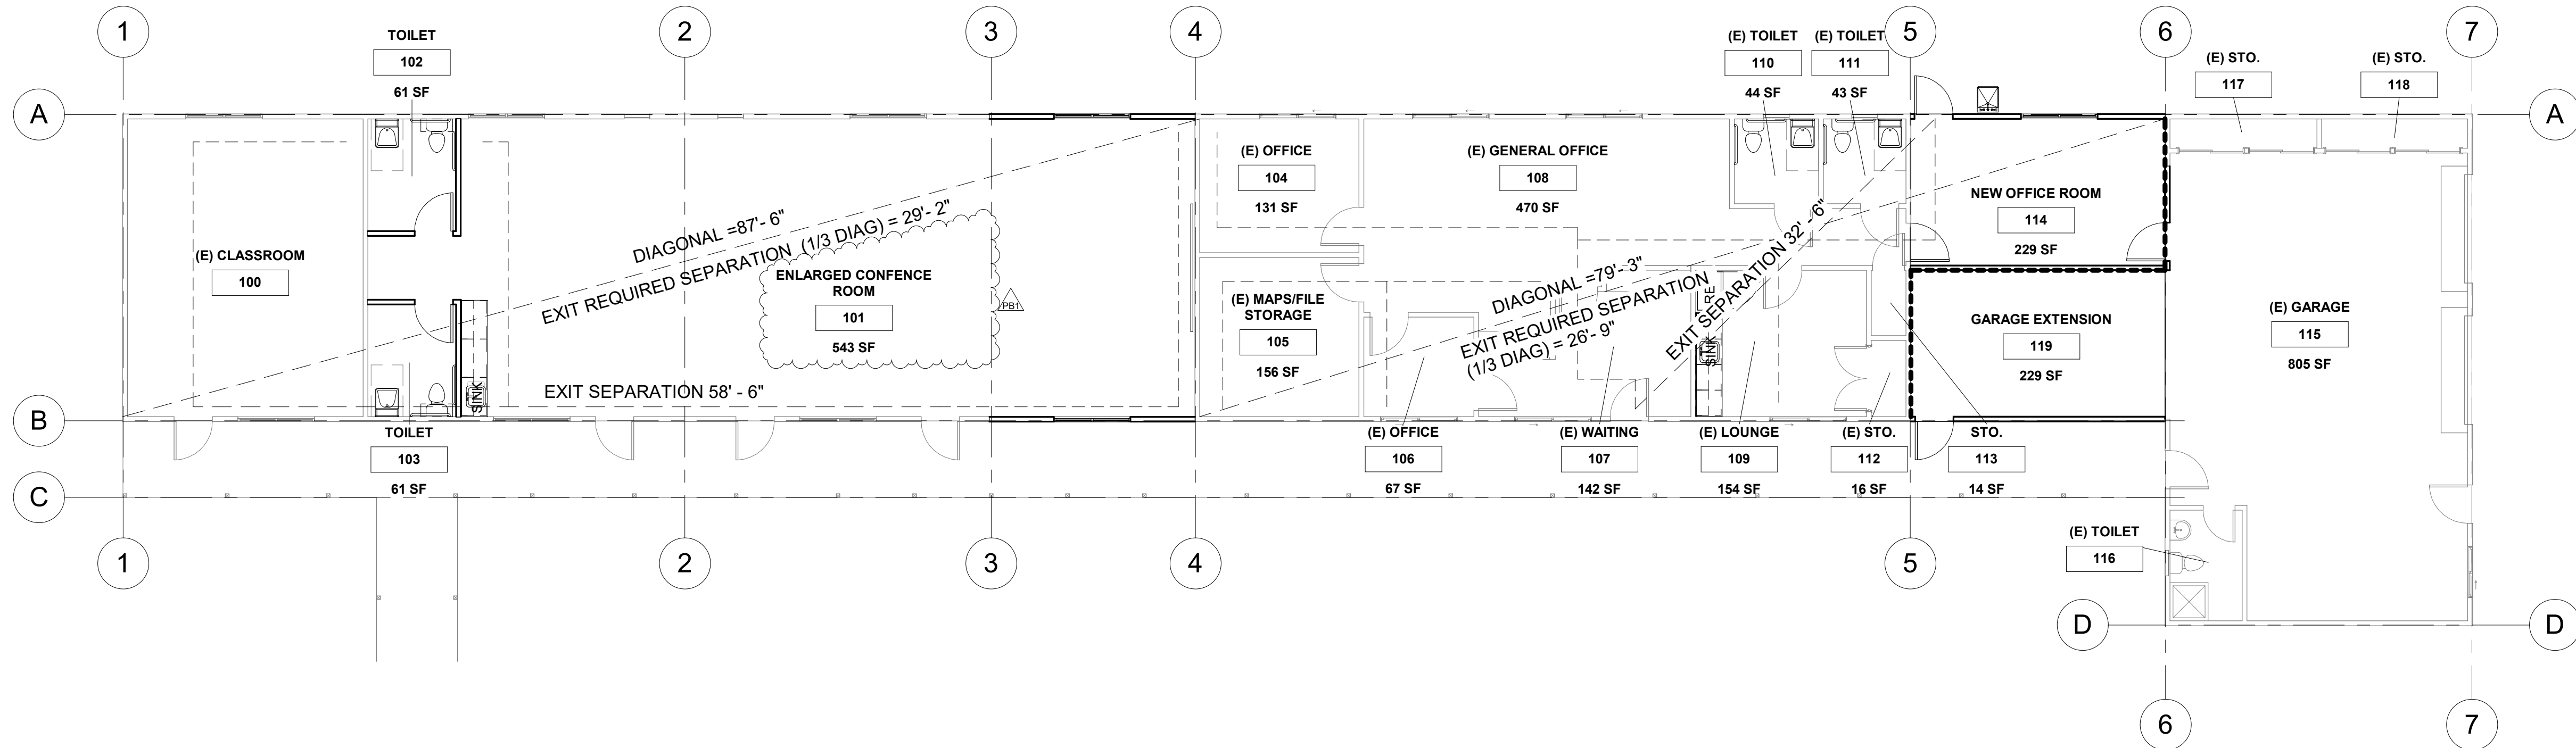 1
2
3
4
5
6
7
TOILET
102
61 SF
(E) TOILET
110
44 SF
(E) TOILET
111
43 SF
(E) STO.
117
(E) STO.
118
A
A
(E) CLASSROOM
100
DIAGONAL =87'- 6"
EXIT REQUIRED SEPARATION (1/3 DIAG) = 29'- 2"
ENLARGED CONFENCE
ROOM
101
543 SF
PB1
EXIT SEPARATION 58' - 6"
SINK
(E) OFFICE
104
131 SF
(E) GENERAL OFFICE
108
470 SF
(E) MAPS/FILE
STORAGE
105
156 SF
DIAGONAL =79'- 3"
EXIT REQUIRED SEPARATION
(1/3 DIAG) = 26'- 9"
EXIT SEPARATION 32' - 6"
SINK
NEW OFFICE ROOM
114
229 SF
GARAGE EXTENSION
119
229 SF
(E) GARAGE
115
805 SF
B
TOILET
103
61 SF
(E) OFFICE
106
67 SF
(E) WAITING
107
142 SF
(E) LOUNGE
109
154 SF
(E) STO.
112
16 SF
STO.
113
14 SF
C
(E) TOILET
116
1
2
3
4
5
D
D
6
7